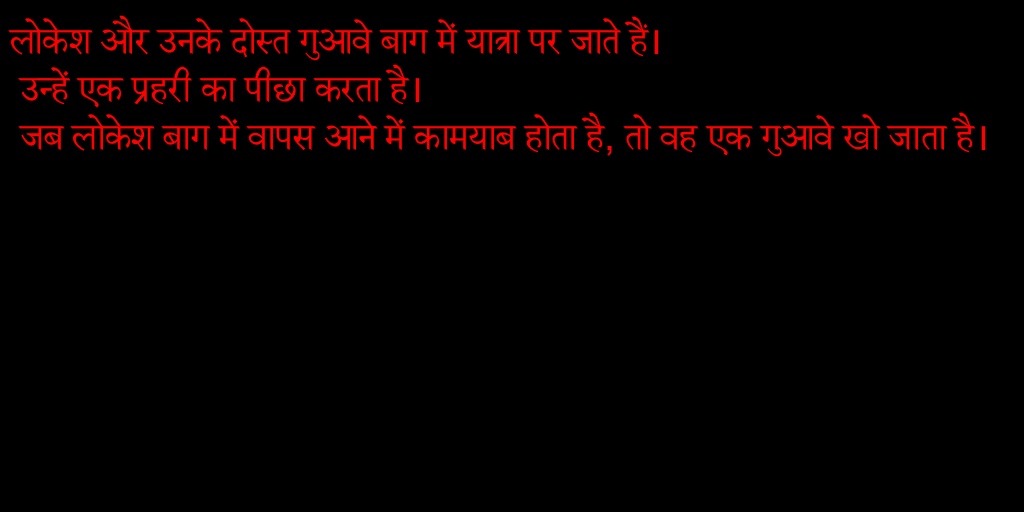 लोकेश और उनके दोस्त गुआवे बाग में यात्रा पर जाते हैं।
उन्हें एक प्रहरी का पीछा करता है।
जब लोकेश बाग में वापस आने में कामयाब होता है, तो वह एक गुआवे खो जाता है।